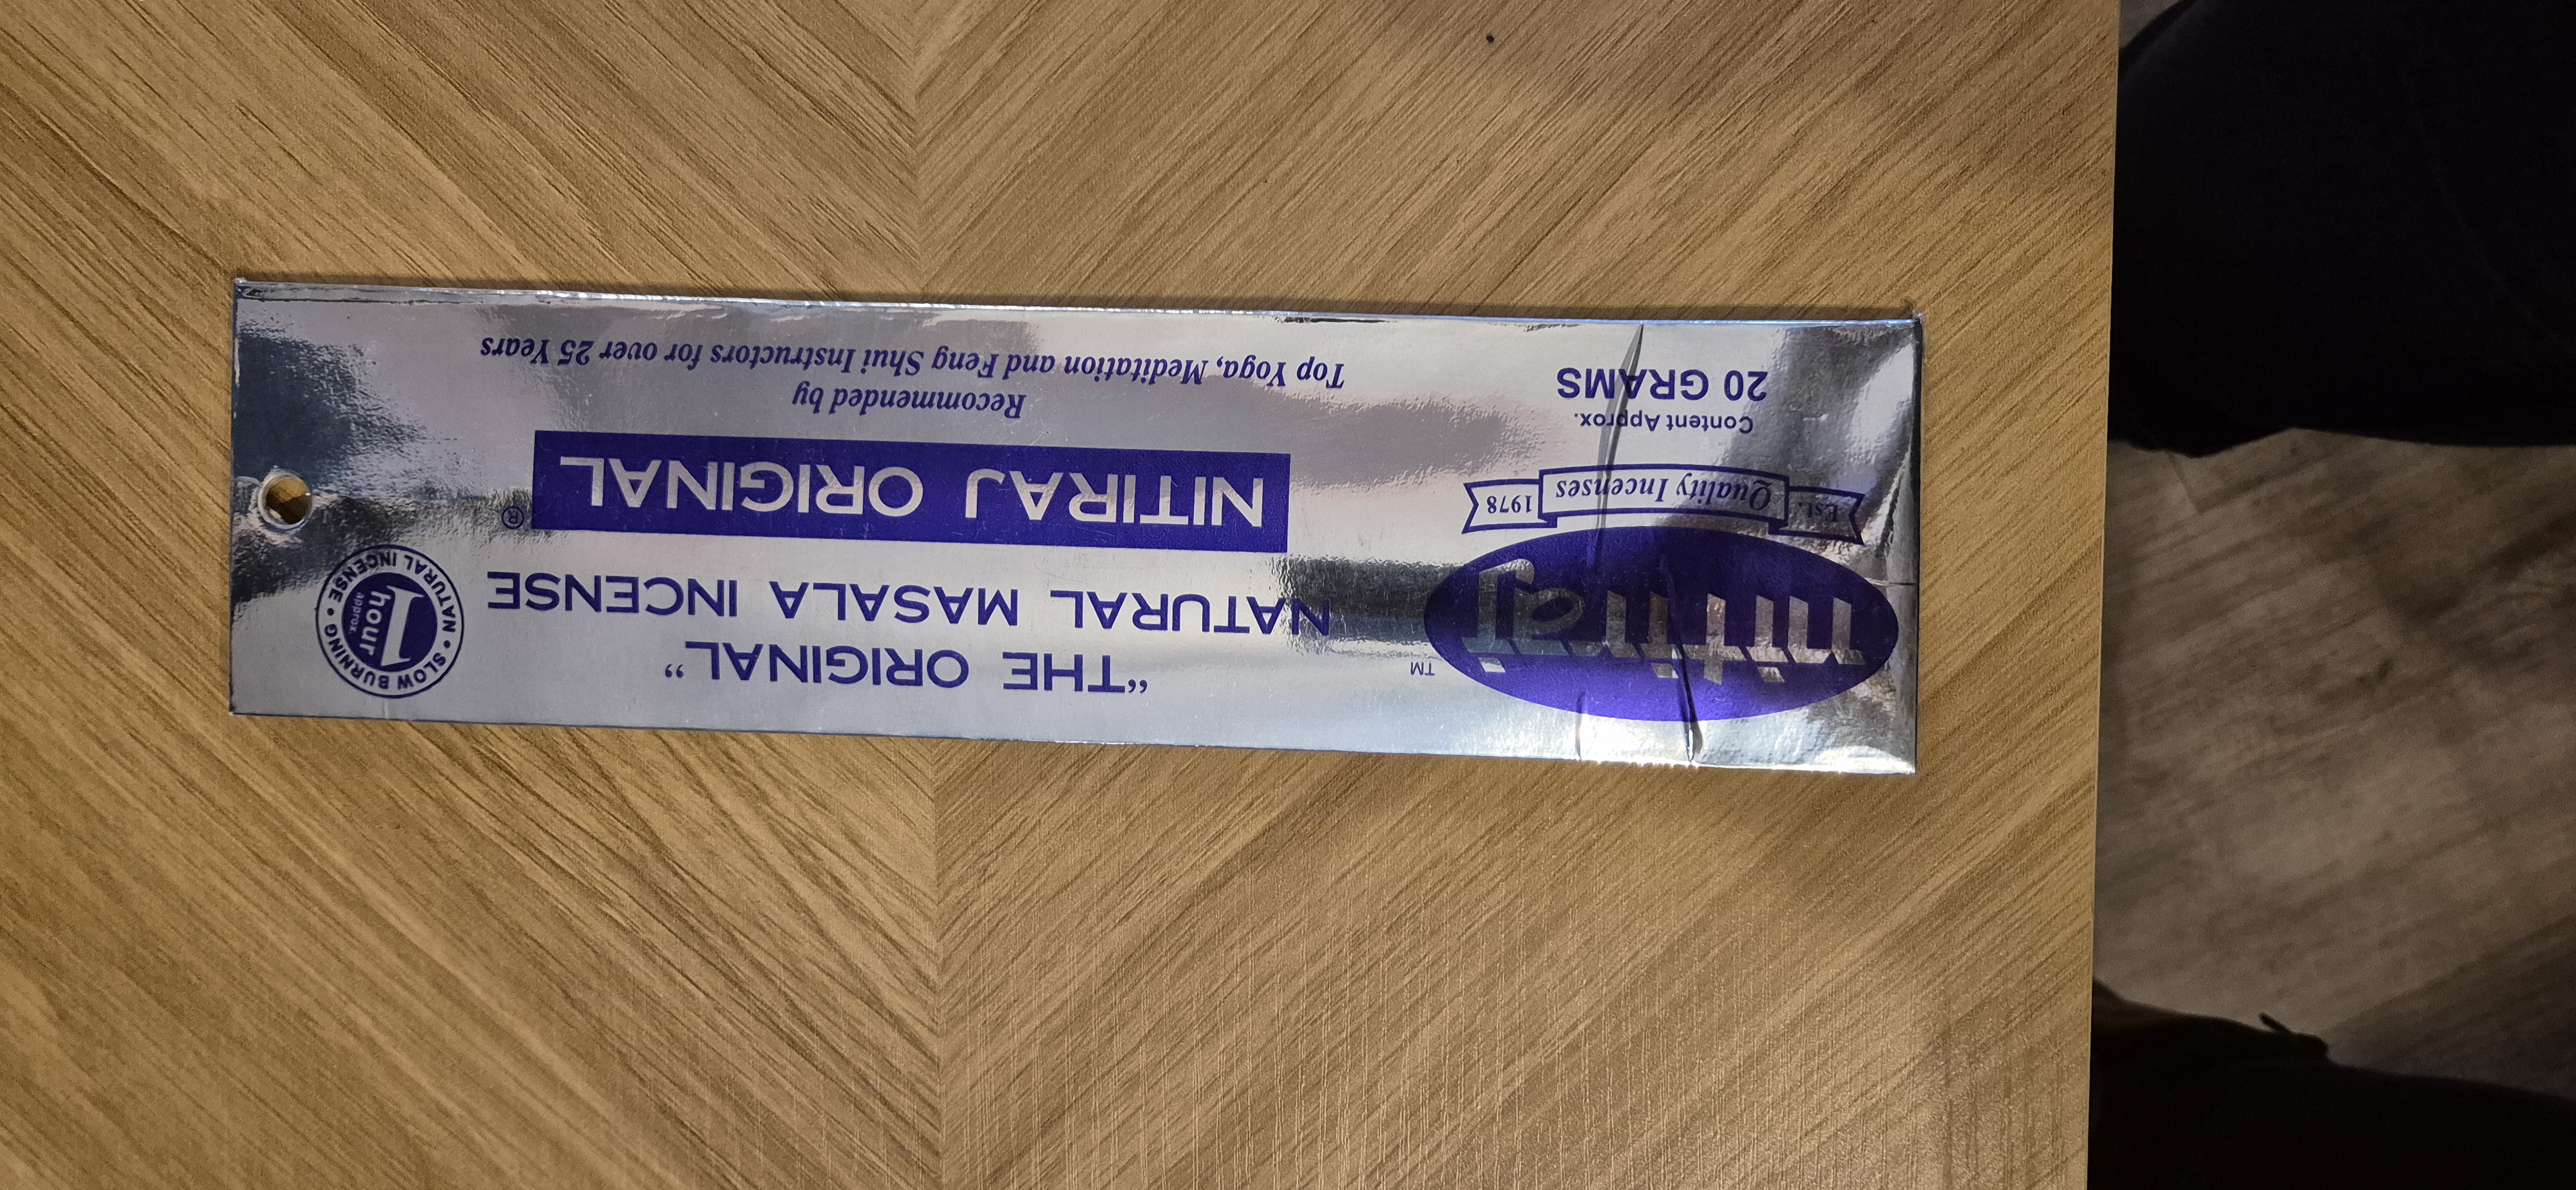 nitiraj
TM
Est. Quality Incenses 1978
Content Approx.
20 GRAMS
“THE ORIGINAL”
NATURAL MASALA INCENSE
NITIRAJ ORIGINAL ®
Recommended by
Top Yoga, Meditation and Feng Shui Instructors for over 25 Years
• SLOW BURNING • NATURAL INCENSE
1
hour
approx.